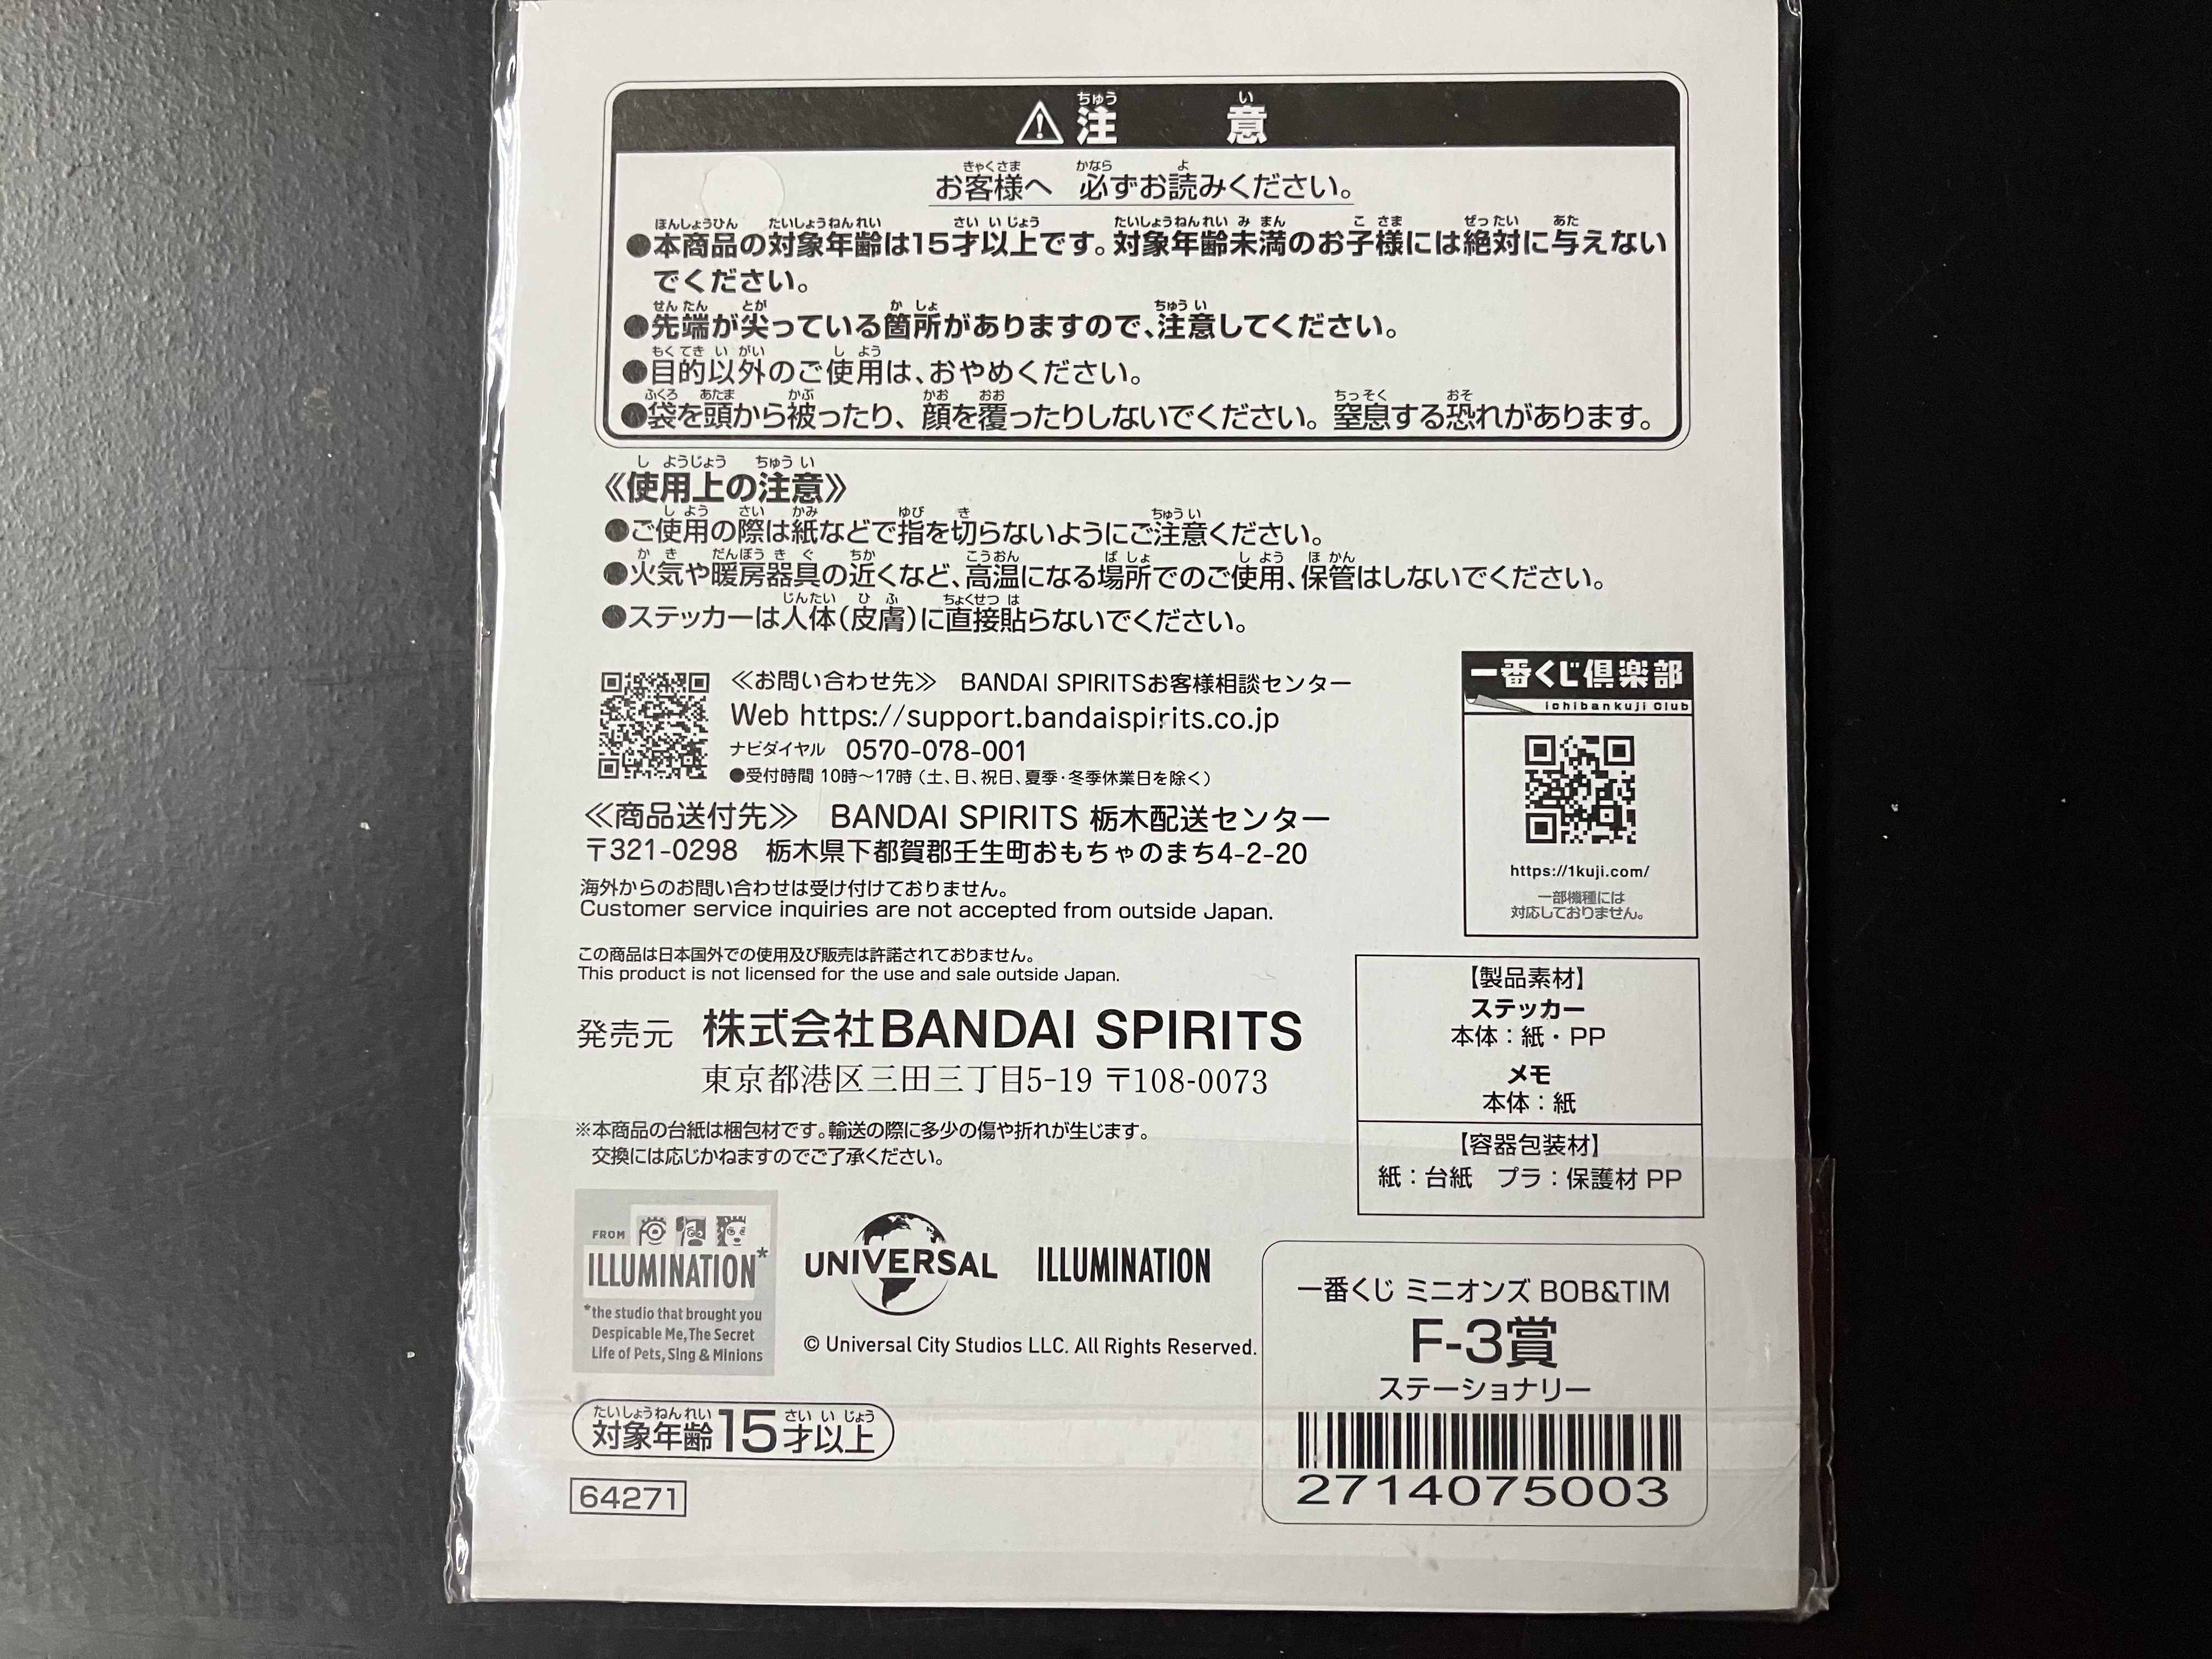 ⚠注意
お客様へ 必ずお読みください。
●本商品の対象年齢は15才以上です。対象年齢未満のお子様には絶対に与えない
でください。
●先端が尖っている箇所がありますので、注意してください。
●目的以外のご使用は、おやめください。
●袋を頭から被ったり、顔を覆ったりしないでください。窒息する恐れがあります。
《使用上の注意》
●ご使用の際は紙などで指を切らないようにご注意ください。
●火気や暖房器具の近くなど、高温になる場所でのご使用、保管はしないでください。
●ステッカーは人体(皮膚)に直接貼らないでください。
≪お問い合わせ先≫ BANDAI SPIRITSお客様相談センター
Web https://support.bandaispirits.co.jp
ナビダイヤル 0570-078-001
●受付時間 10時～17時(土、日、祝日、夏季・冬季休業日を除く)
≪商品送付先≫ BANDAI SPIRITS 栃木配送センター
〒321-0298 栃木県下都賀郡壬生町おもちゃのまち4-2-20
海外からのお問い合わせは受け付けておりません。
Customer service inquiries are not accepted from outside Japan.
一番くじ倶楽部
ichibankuji Club
https://1kuji.com/
一部機種には
対応しておりません。
この商品は日本国外での使用及び販売は許諾されておりません。
This product is not licensed for the use and sale outside Japan.
発売元 株式会社BANDAI SPIRITS
東京都港区三田三丁目5-19 〒108-0073
※本商品の台紙は梱包材です。輸送の際に多少の傷や折れが生じます。
交換には応じかねますのでご了承ください。
【製品素材】
ステッカー
本体：紙・PP
メモ
本体：紙
【容器包装材】
紙：台紙 プラ：保護材 PP
FROM
ILLUMINATION*
*the studio that brought you
Despicable Me, The Secret
Life of Pets, Sing & Minions
UNIVERSAL
ILLUMINATION
© Universal City Studios LLC. All Rights Reserved.
対象年齢15才以上
64271
一番くじ ミニオンズ BOB&TIM
F-3賞
ステーショナリー
2714075003